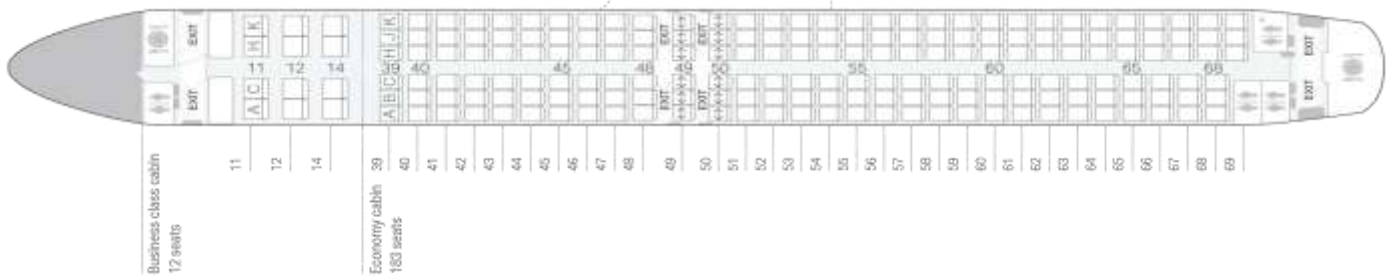 EXIT
EXIT
H K
A C
11 12 14
H J K
A B C
39 40 45 48 49 50 55 60 65 68
EXIT EXIT
EXIT EXIT
EXIT
EXIT
11
12
14
39
40
41
42
43
44
45
46
47
48
49
50
51
52
53
54
55
56
57
58
59
60
61
62
63
64
65
66
67
68
69
Business class cabin
12 seats
Economy cabin
183 seats